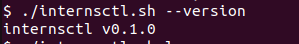 $ ./internsctl.sh --version
internsctl v0.1.0